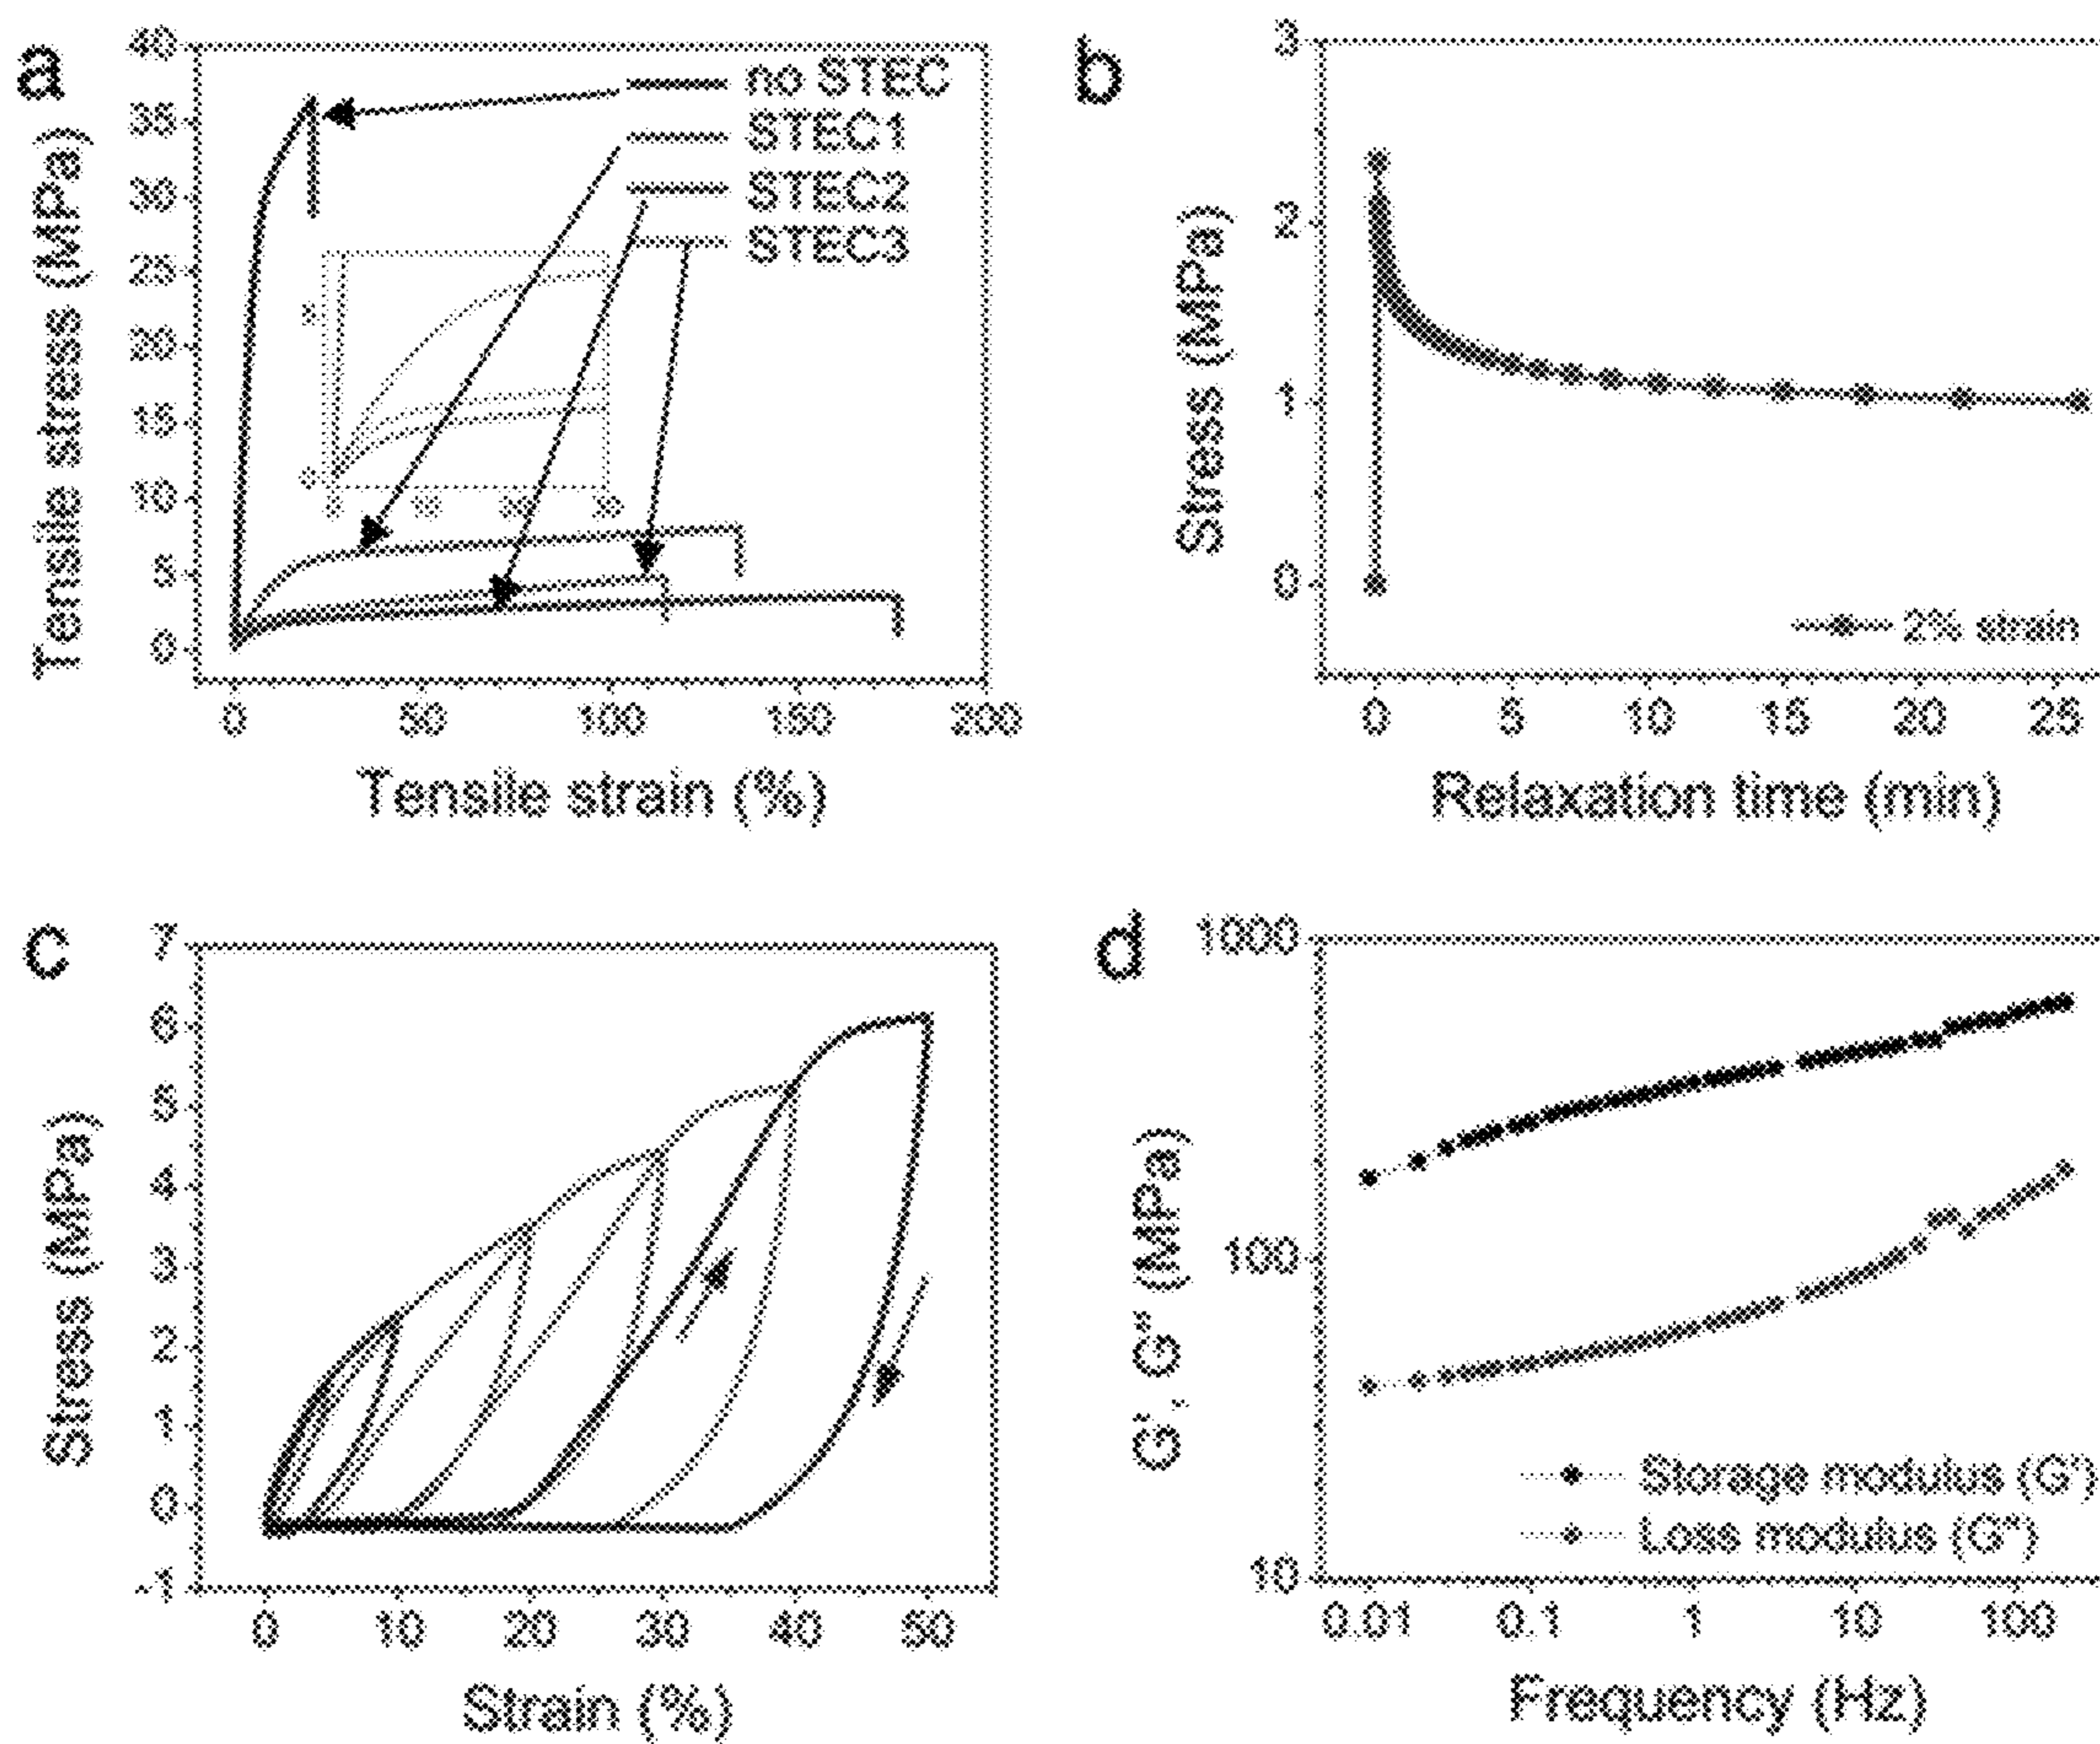 a
40
35
30
25
20
15
10
5
0
Tensile stress (MPa)
no STEC
STEC1
STEC2
STEC3
0 50 100 150 200
Tensile strain (%)
b
3
2
1
0
Stress (MPa)
2% strain
0 5 10 15 20 25
Relaxation time (min)
c
7
6
5
4
3
2
1
0
-1
Stress (MPa)
0 10 20 30 40 50
Strain (%)
d
1000
100
10
G', G" (MPa)
Storage modulus (G')
Loss modulus (G")
0.01 0.1 1 10 100
Frequency (Hz)